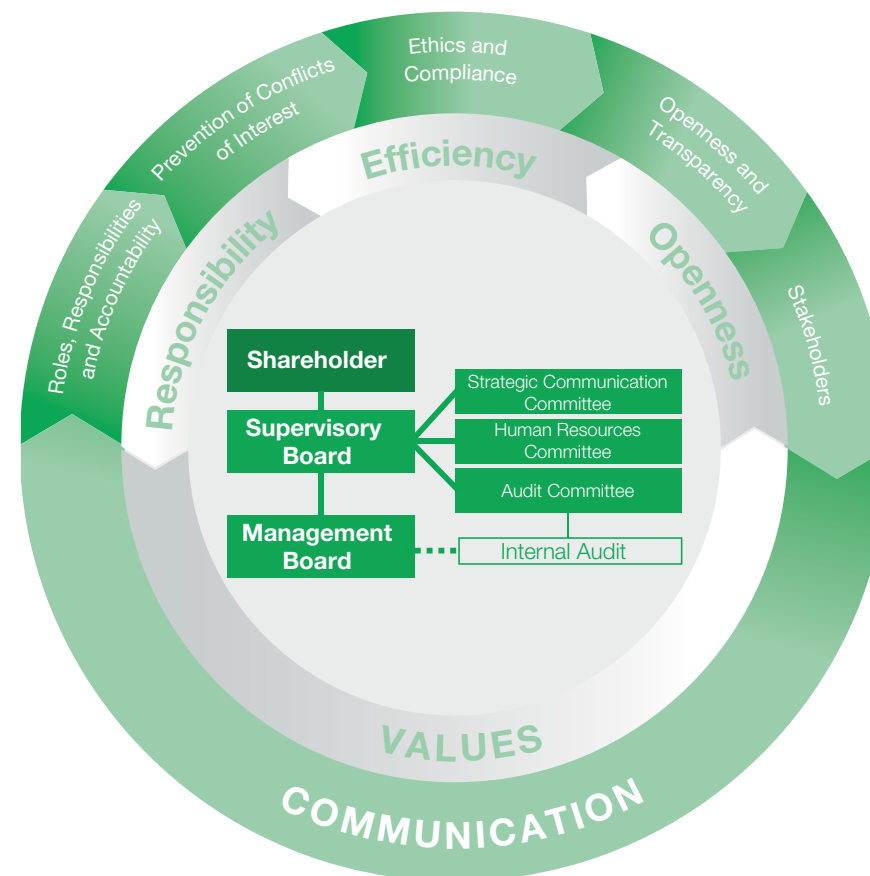 Ethics and
Compliance
Prevention of Conflicts
of Interest
Openness and
Transparency
Roles, Responsibilities
and Accountability
Stakeholders
Efficiency
Responsibility
Openness
Shareholder
Supervisory
Board
Management
Board
Strategic Communication
Committee
Human Resources
Committee
Audit Committee
Internal Audit
VALUES
COMMUNICATION